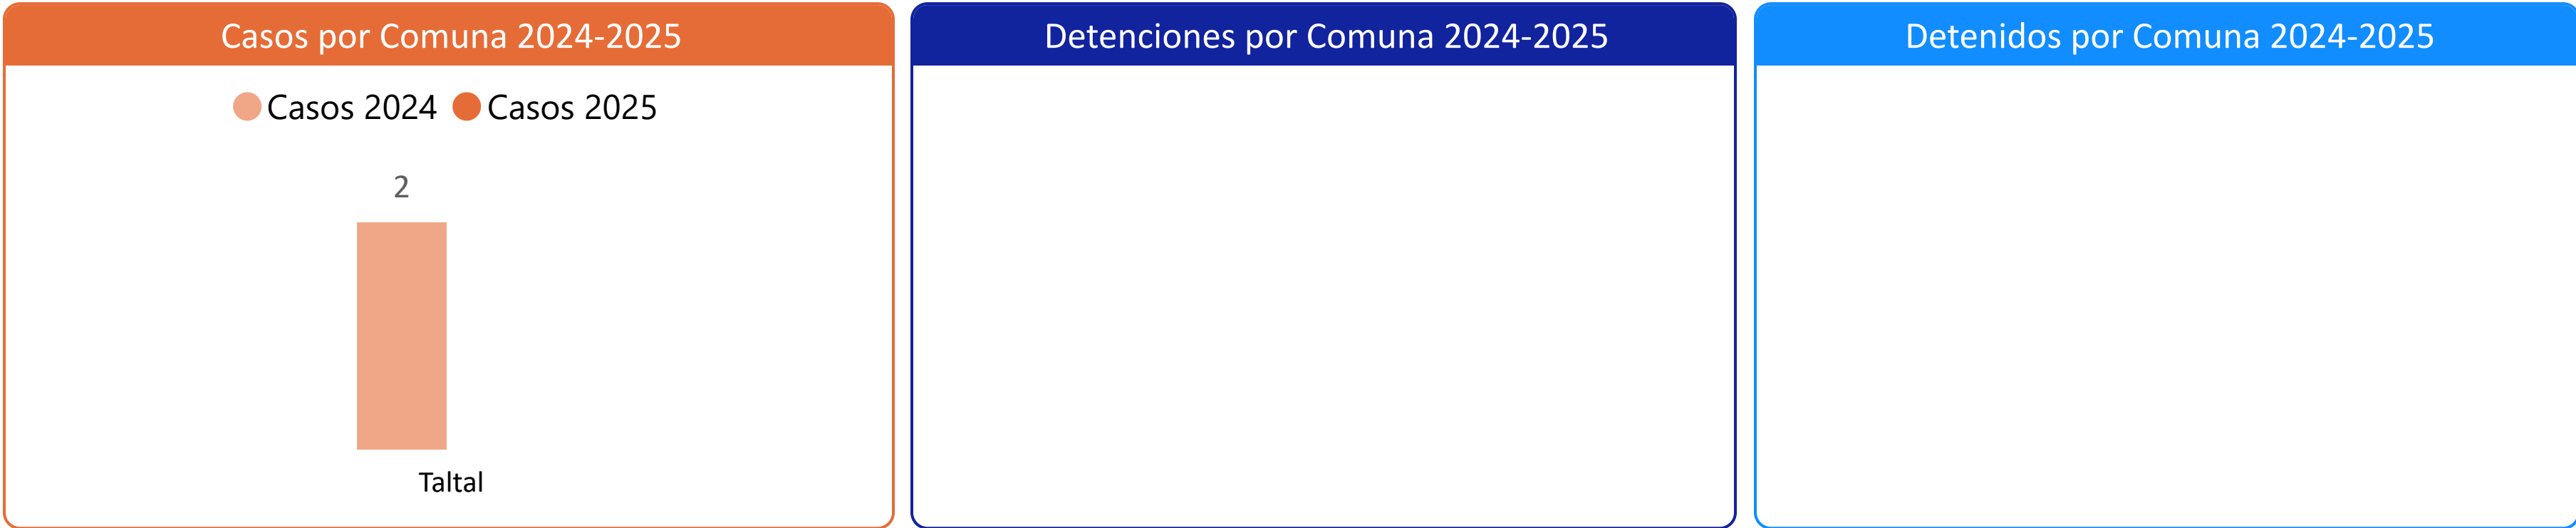 Casos por Comuna 2024-2025
Casos 2024 Casos 2025
2
Taltal
Detenciones por Comuna 2024-2025
Detenidos por Comuna 2024-2025